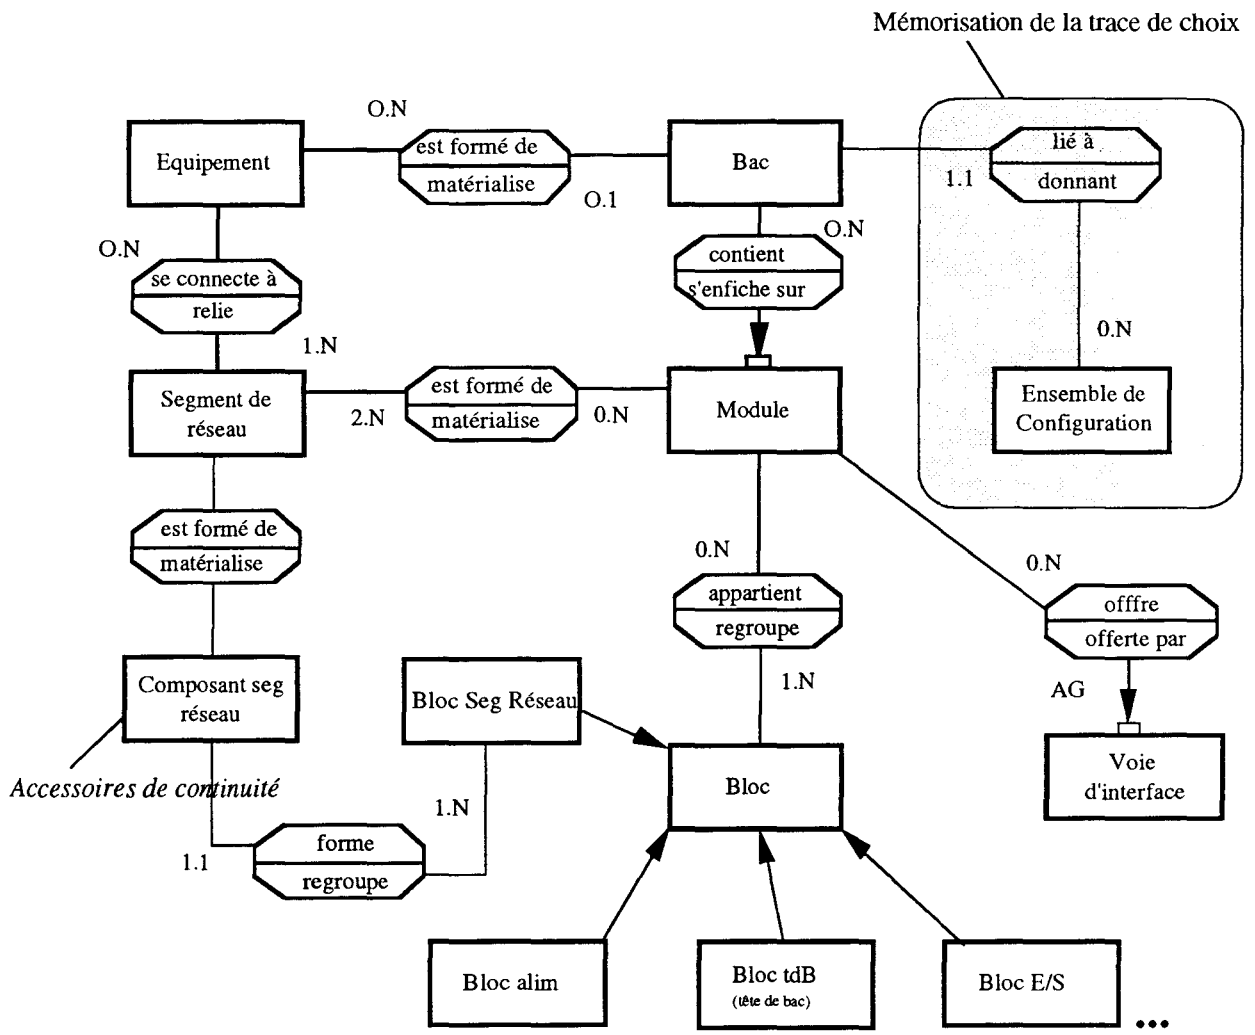 Mémorisation de la trace de choix
O.N
Equipement
est formé de
matérialise
O.1
Bac
1.1
lié à
donnant
O.N
se connecte à
relie
O.N
contient
s'enfiche sur
0.N
1.N
Segment de
réseau
2.N
est formé de
matérialise
0.N
Module
Ensemble de
Configuration
est formé de
matérialise
0.N
appartient
regroupe
1.N
0.N
offfre
offerte par
AG
Composant seg
réseau
Bloc Seg Réseau
Accessoires de continuité
Bloc
Voie
d'interface
1.1
forme
regroupe
1.N
Bloc alim
Bloc tdB
(tête de bac)
Bloc E/S
...